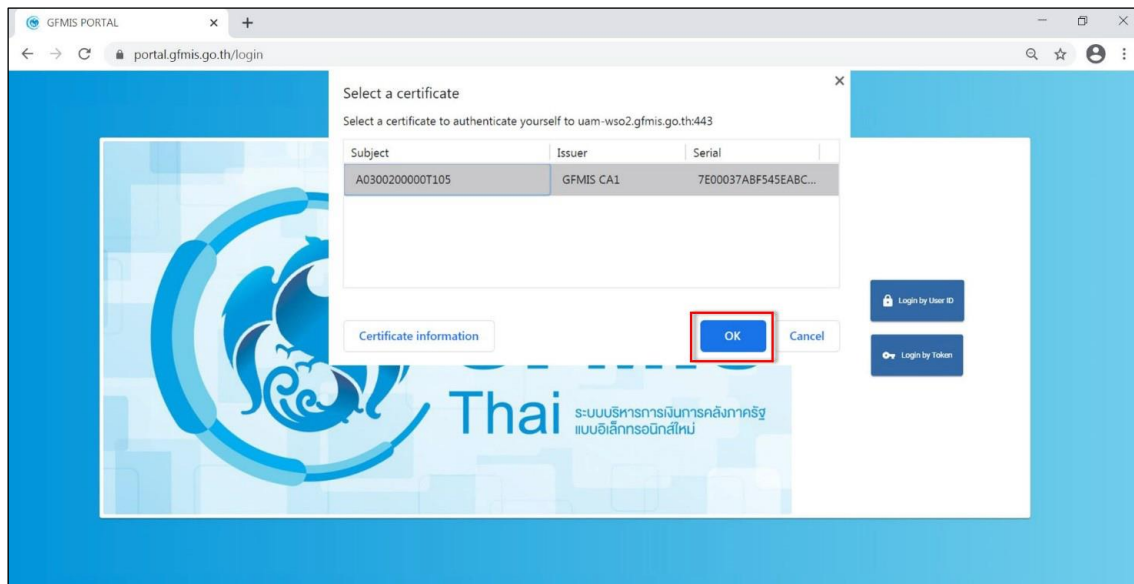 GFMIS PORTAL
portal.gfmis.go.th/login
Select a certificate
Select a certificate to authenticate yourself to uam-wso2.gfmis.go.th:443
Subject Issuer Serial
A0300200000T105 GFMIS CA1 7E00037ABF545EABC...
Certificate information OK Cancel
Login by User ID
Login by Token
Thai
ระบบบริหารการเงินการคลังภาครัฐ
แบบอิเล็กทรอนิกส์ใหม่